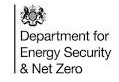 Department for
Energy Security
& Net Zero